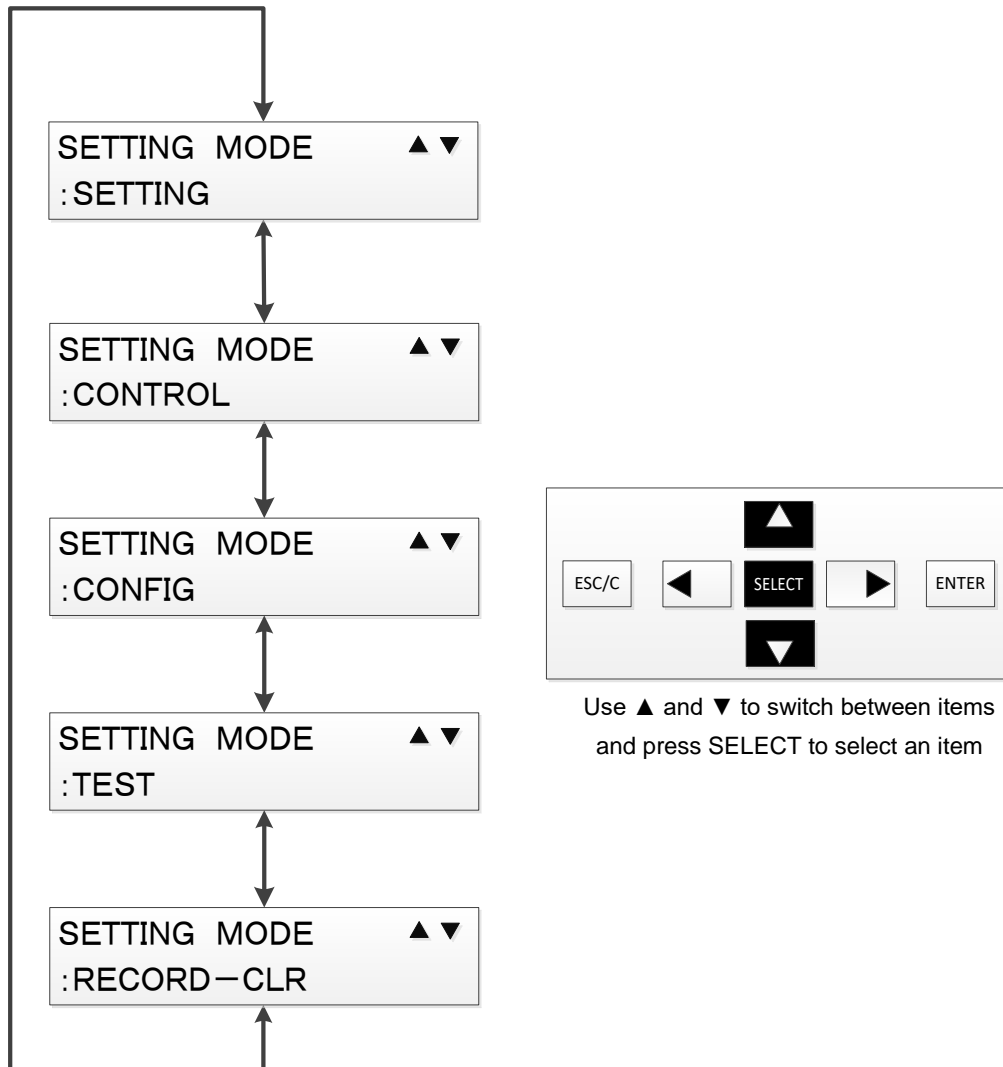 SETTING MODE ▲ ▼
:SETTING
SETTING MODE ▲ ▼
:CONTROL
SETTING MODE ▲ ▼
:CONFIG
SETTING MODE ▲ ▼
:TEST
SETTING MODE ▲ ▼
:RECORD－CLR
ESC/C ◀ SELECT ▶ ENTER
Use ▲ and ▼ to switch between items
and press SELECT to select an item